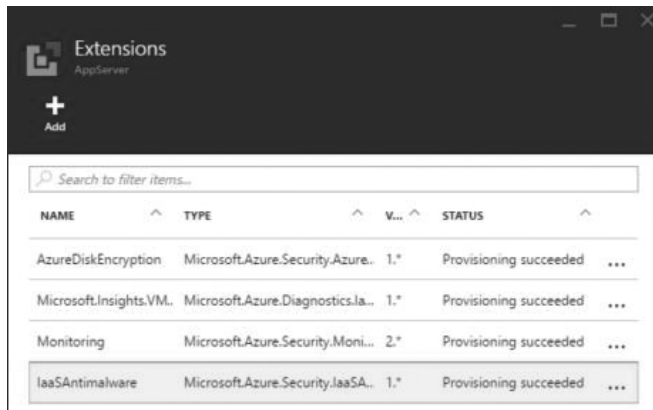 Extensions
AppServer
Add
Search to filter items...
NAME TYPE V... STATUS
AzureDiskEncryption Microsoft.Azure.Security.Azure.. 1.* Provisioning succeeded ...
Microsoft.Insights.VM.. Microsoft.Azure.Diagnostics.Ia... 1.* Provisioning succeeded ...
Monitoring Microsoft.Azure.Security.Moni... 2.* Provisioning succeeded ...
IaaSAntimalware Microsoft.Azure.Security.IaaSA.. 1.* Provisioning succeeded ...